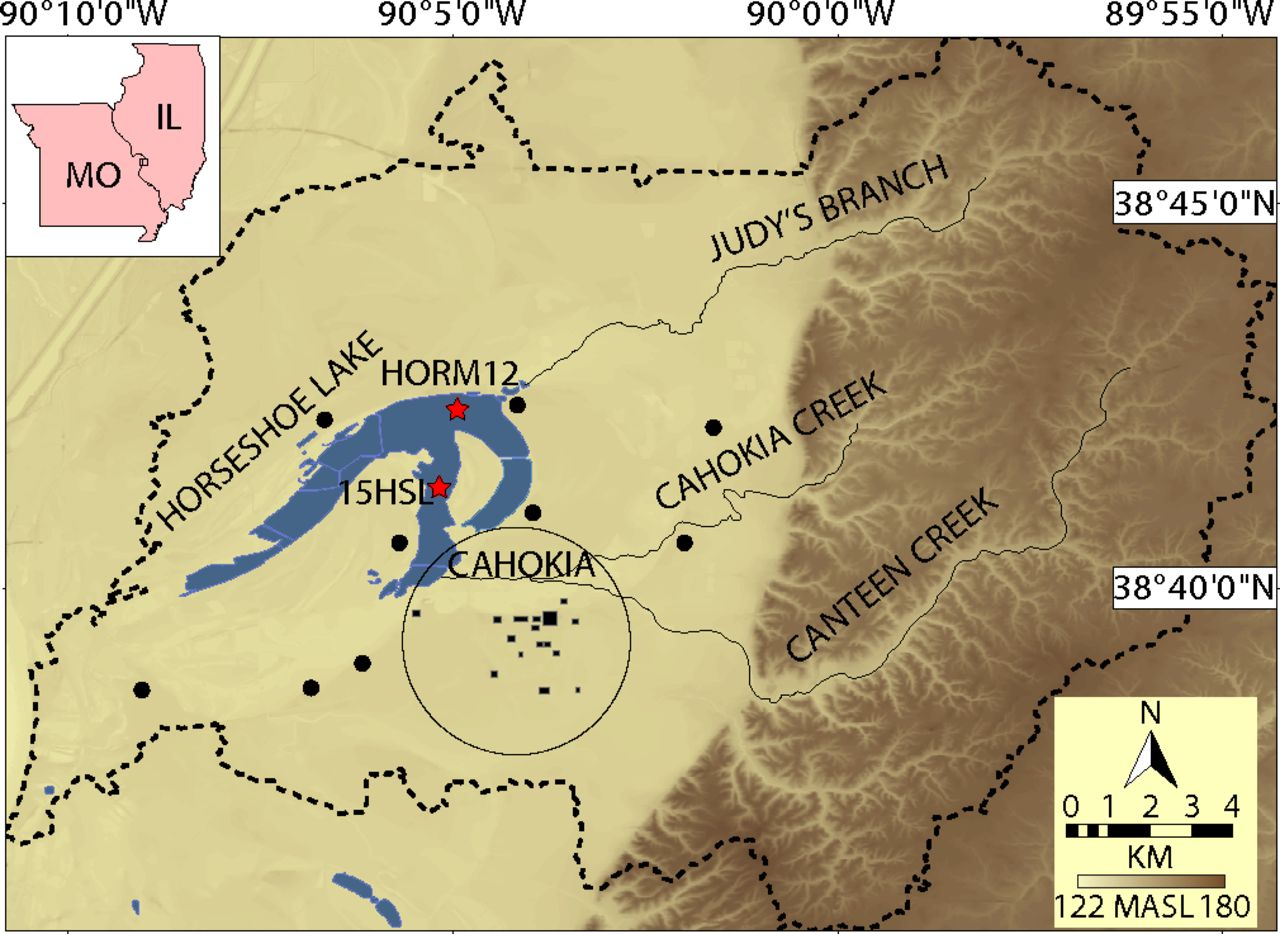 90°10'0"W 90°5'0"W 90°0'0"W 89°55'0"W
IL
MO
38°45'0"N
JUDY'S BRANCH
HORSESHOE LAKE
HORM12
CAHOKIA CREEK
15HSL
CANTEEN CREEK
CAHOKIA
38°40'0"N
N
0 1 2 3 4
KM
122 MASL 180